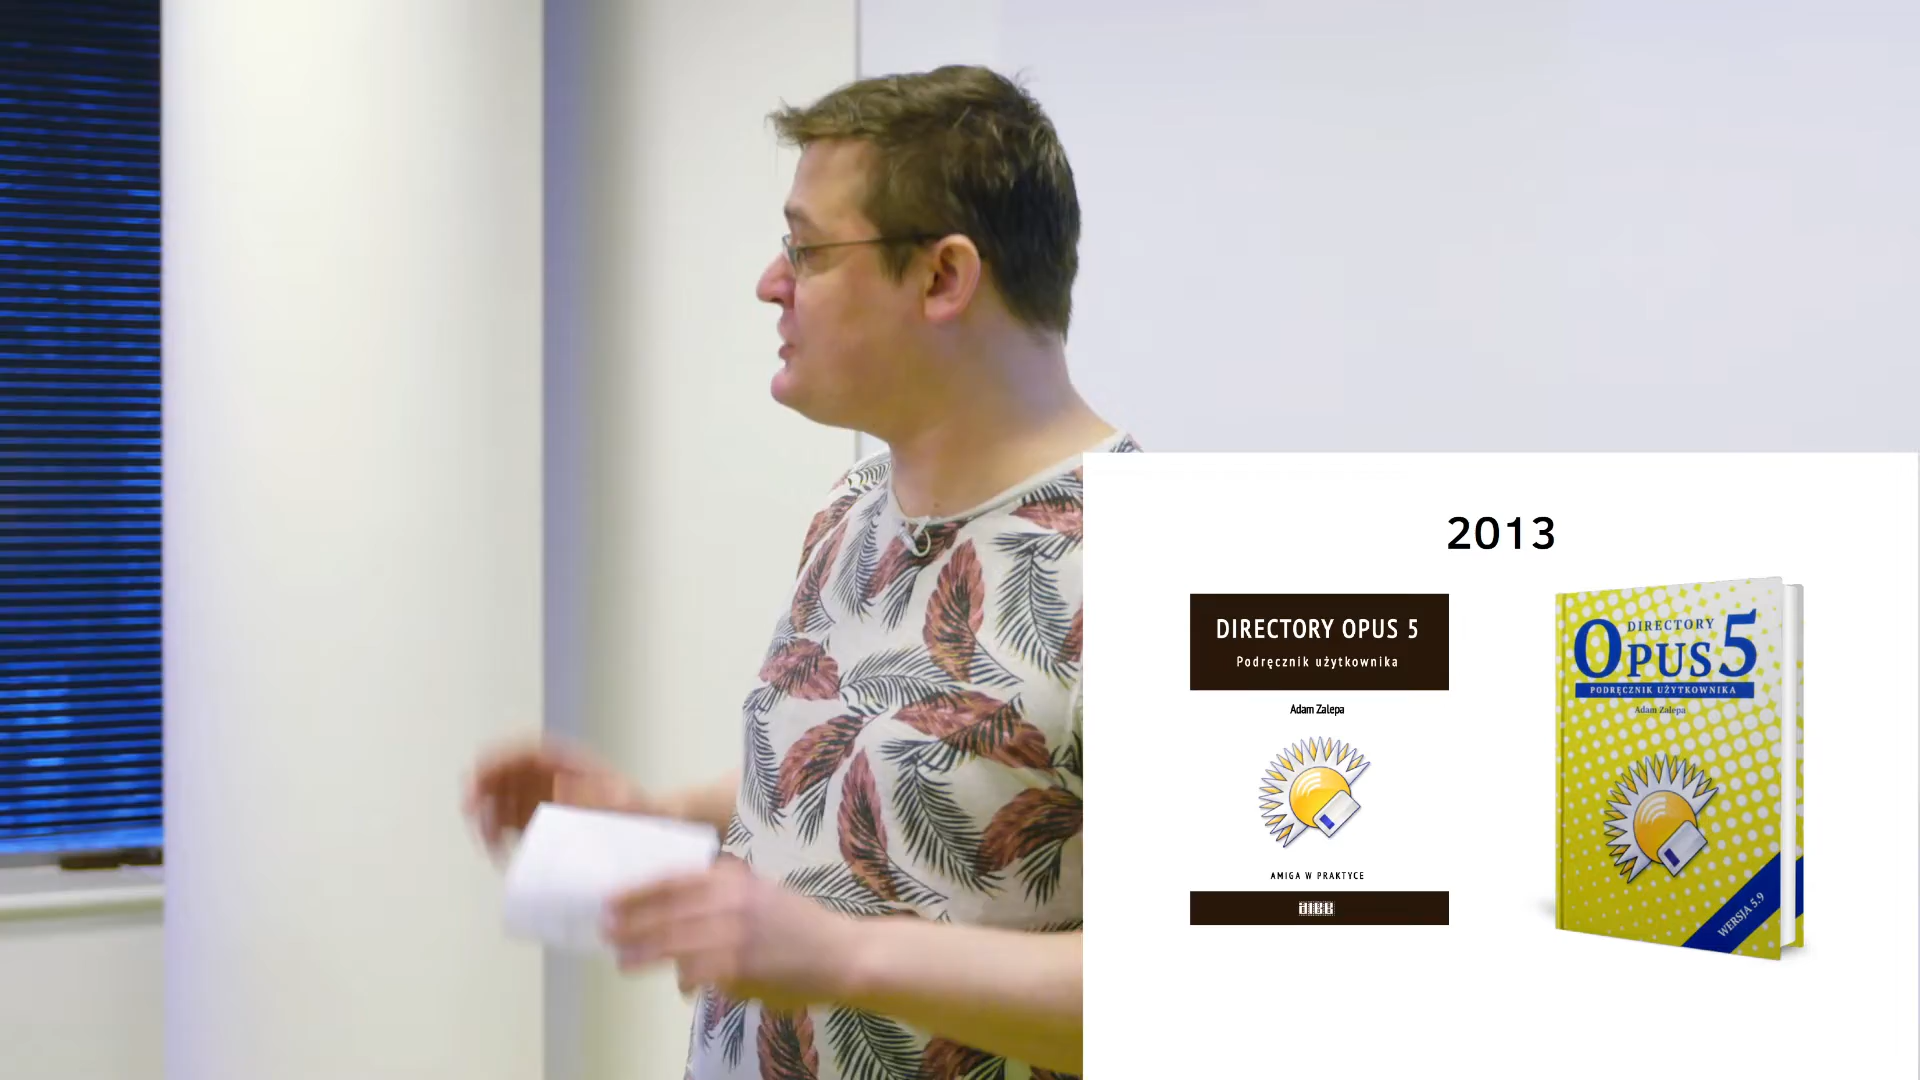 2013
DIRECTORY OPUS 5
Podręcznik użytkownika
Adam Zalepa
AMIGA W PRAKTYCE
DIRECTORY
OPUS 5
PODRĘCZNIK UŻYTKOWNIKA
Adam Zalepa
WERSJA 5.9